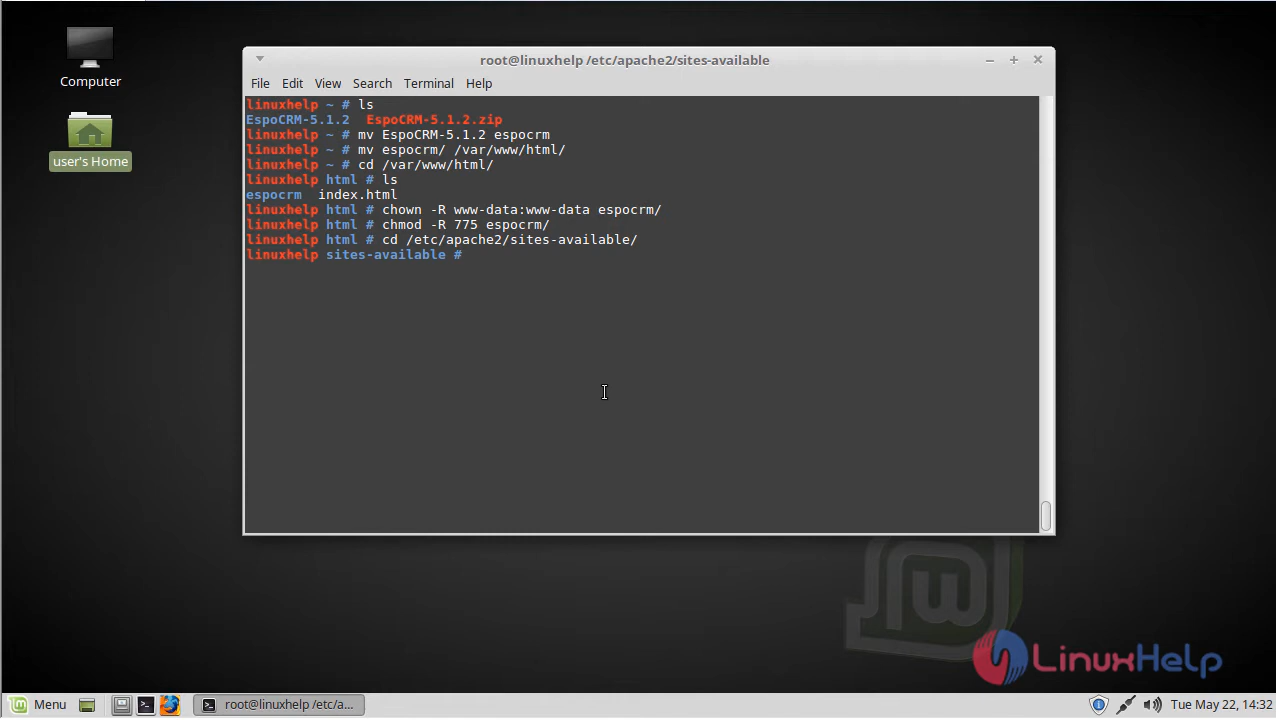 Computer
user's Home
root@linuxhelp /etc/apache2/sites-available
File Edit View Search Terminal Help
linuxhelp ~ # ls
EspoCRM-5.1.2  EspoCRM-5.1.2.zip
linuxhelp ~ # mv EspoCRM-5.1.2 espocrm
linuxhelp ~ # mv espocrm/ /var/www/html/
linuxhelp ~ # cd /var/www/html/
linuxhelp html # ls
espocrm  index.html
linuxhelp html # chown -R www-data:www-data espocrm/
linuxhelp html # chmod -R 775 espocrm/
linuxhelp html # cd /etc/apache2/sites-available/
linuxhelp sites-available #
LinuxHelp
Menu root@linuxhelp /etc/a... Tue May 22, 14:32